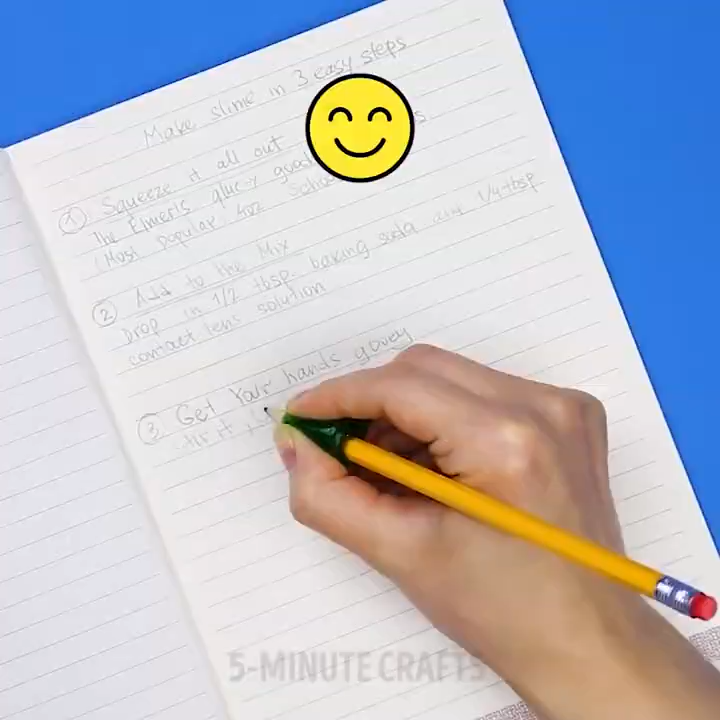 Make slime in 3 easy steps
① Squeeze it all out
The Elmer's glue
(Most popular 4oz
② Add to the Mix
Drop in 1/2 tbsp. baking soda and 1/4 tbsp
contact lens solution
③ Get Your hands gouey
5-MINUTE CRAFTS